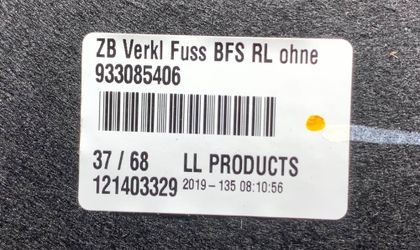 ZB Verkl Fuss BFS RL ohne
933085406
37 / 68 LL PRODUCTS
121403329 2019-135 08:10:56